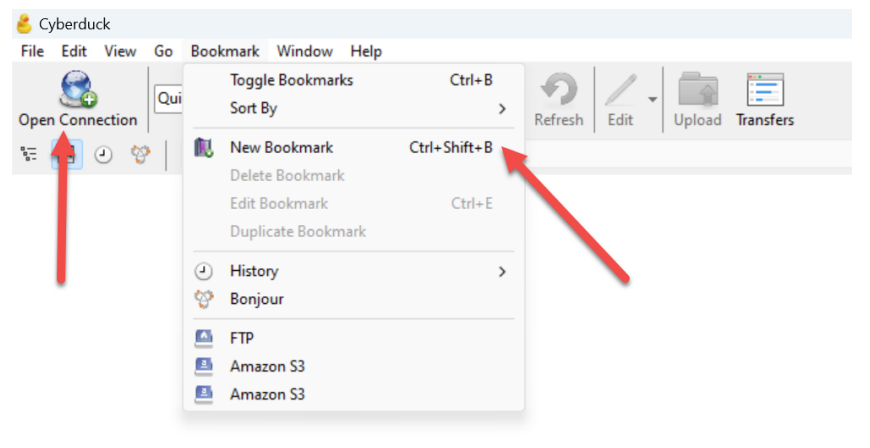 Cyberduck
File Edit View Go Bookmark Window Help
Open Connection
Qui
Refresh
Edit
Upload
Transfers
Toggle Bookmarks Ctrl+B
Sort By
New Bookmark Ctrl+Shift+B
Delete Bookmark
Edit Bookmark Ctrl+E
Duplicate Bookmark
History
Bonjour
FTP
Amazon S3
Amazon S3